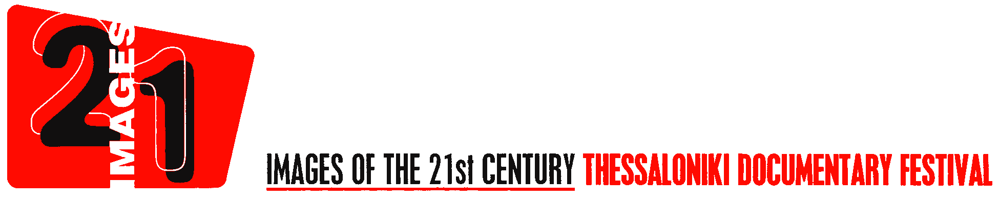 21
IMAGES
IMAGES OF THE 21st CENTURY THESSALONIKI DOCUMENTARY FESTIVAL